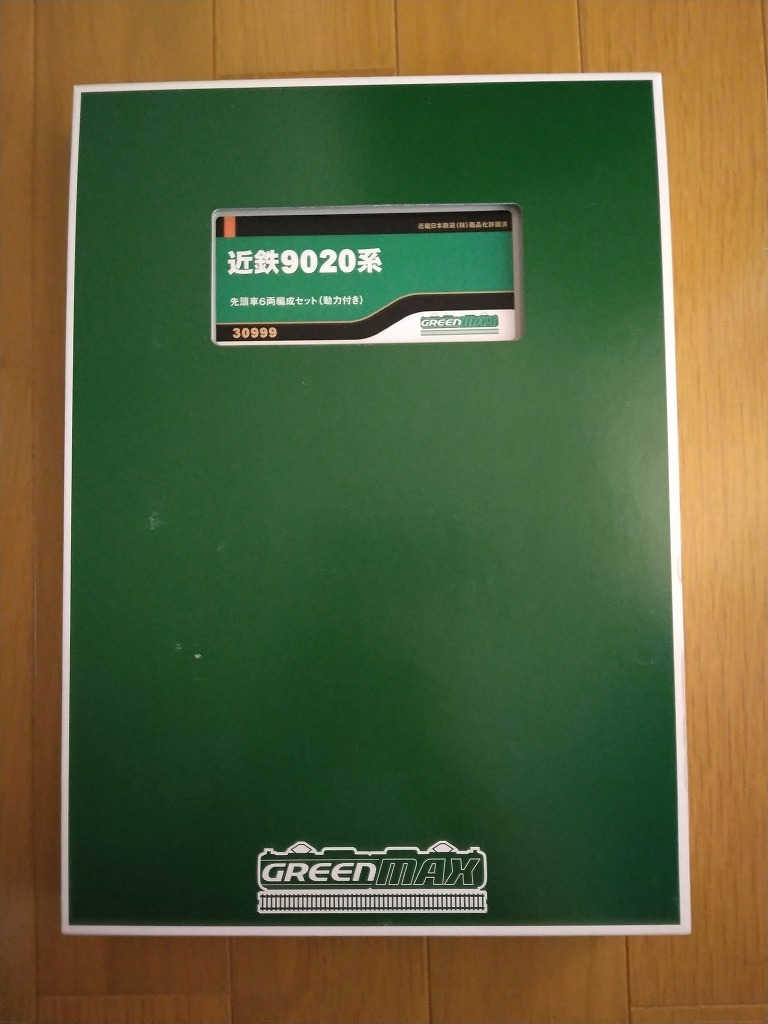 近畿日本鉄道(株)商品化許諾済
近鉄9020系
先頭車6両編成セット(動力付き)
30999
GREENMAX
GREENMAX